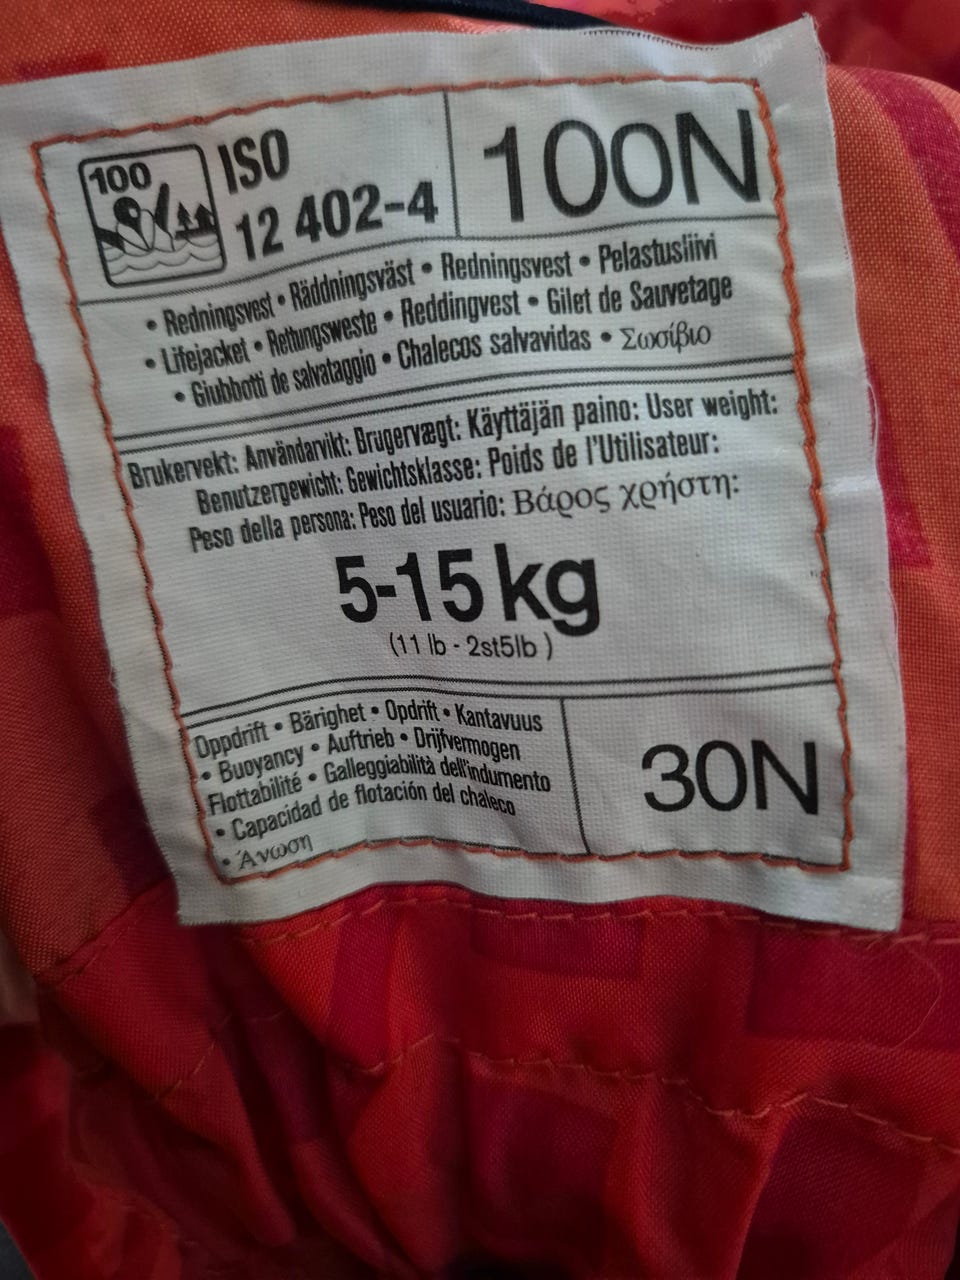 100
ISO
12 402-4
100N
• Redningsvest • Räddningsväst • Redningsvest • Pelastusliivi
• Lifejacket • Rettungsweste • Reddingvest • Gilet de Sauvetage
• Giubbotti de salvataggio • Chalecos salvavidas • Σωσίβιο
Brukervekt: Användarvikt: Brugervægt: Käyttäjän paino: User weight:
Benutzergewicht: Gewichtsklasse: Poids de l'Utilisateur:
Peso della persona: Peso del usuario: Βάρος χρήστη:
5-15 kg
(11 lb - 2st5lb )
Oppdrift • Bärighet • Opdrift • Kantavuus
• Buoyancy • Auftrieb • Drijfvermogen
Flottabilité • Galleggiabilità dell'indumento
• Capacidad de flotación del chaleco
• Άνωση
30N